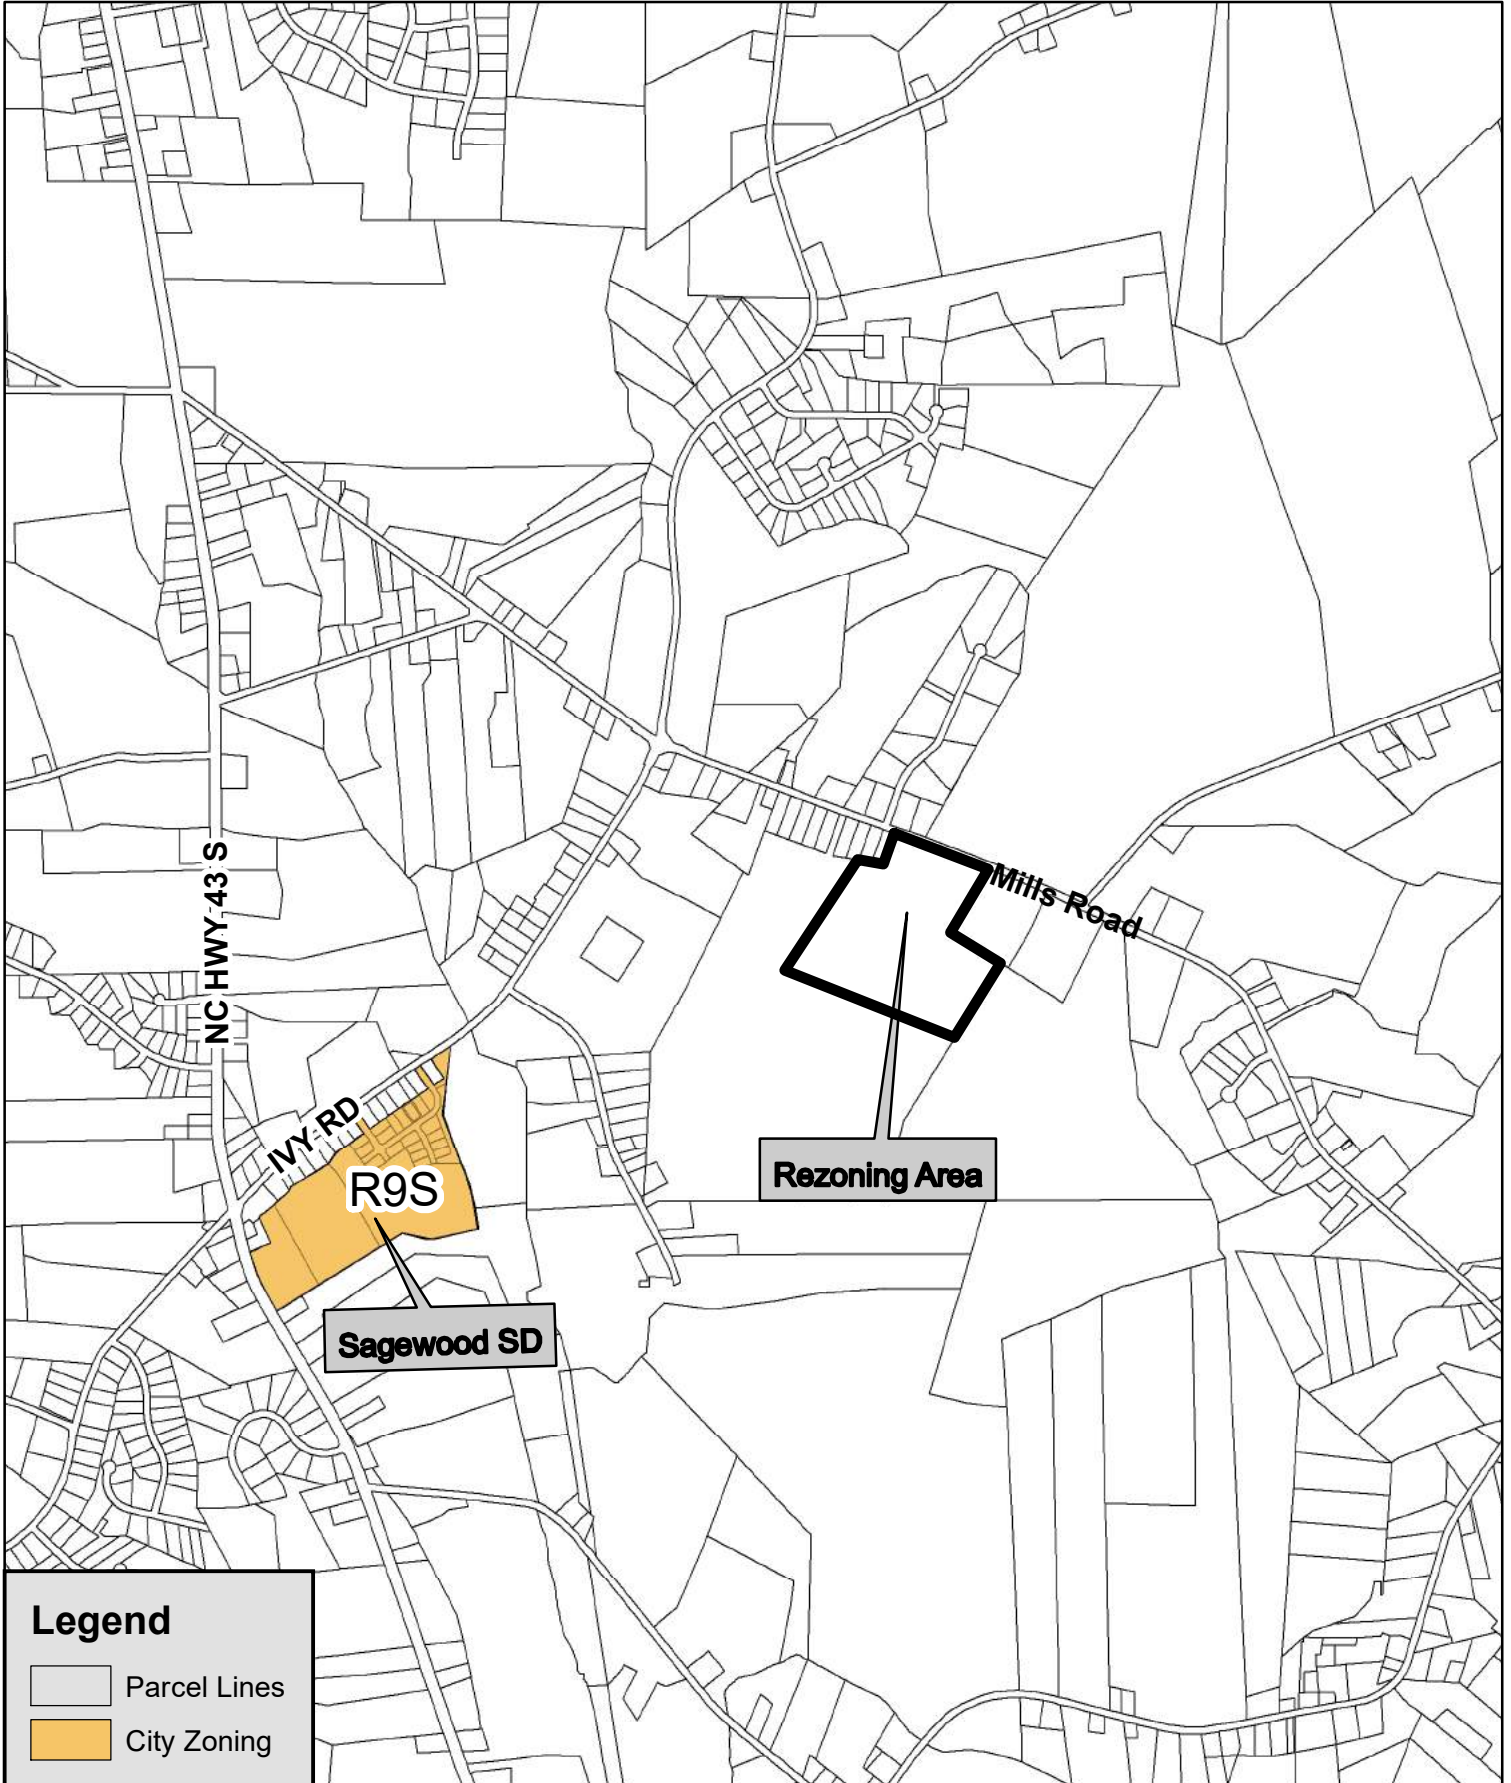 Mills Road
NC HWY 43 S
IVY RD
Rezoning Area
R9S
Sagewood SD
Legend
Parcel Lines
City Zoning